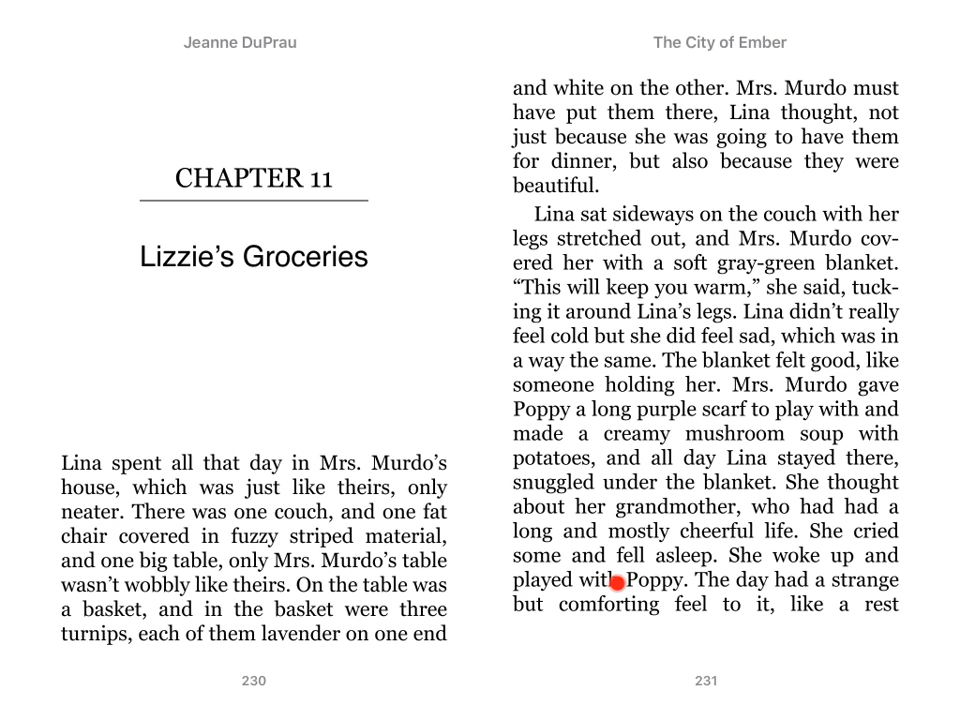 Jeanne DuPrau
CHAPTER 11
Lizzie’s Groceries
Lina spent all that day in Mrs. Murdo’s
house, which was just like theirs, only
neater. There was one couch, and one fat
chair covered in fuzzy striped material,
and one big table, only Mrs. Murdo’s table
wasn’t wobbly like theirs. On the table was
a basket, and in the basket were three
turnips, each of them lavender on one end
230
The City of Ember
and white on the other. Mrs. Murdo must
have put them there, Lina thought, not
just because she was going to have them
for dinner, but also because they were
beautiful.
Lina sat sideways on the couch with her
legs stretched out, and Mrs. Murdo cov-
ered her with a soft gray-green blanket.
“This will keep you warm,” she said, tuck-
ing it around Lina’s legs. Lina didn’t really
feel cold but she did feel sad, which was in
a way the same. The blanket felt good, like
someone holding her. Mrs. Murdo gave
Poppy a long purple scarf to play with and
made a creamy mushroom soup with
potatoes, and all day Lina stayed there,
snuggled under the blanket. She thought
about her grandmother, who had had a
long and mostly cheerful life. She cried
some and fell asleep. She woke up and
played with Poppy. The day had a strange
but comforting feel to it, like a rest
231